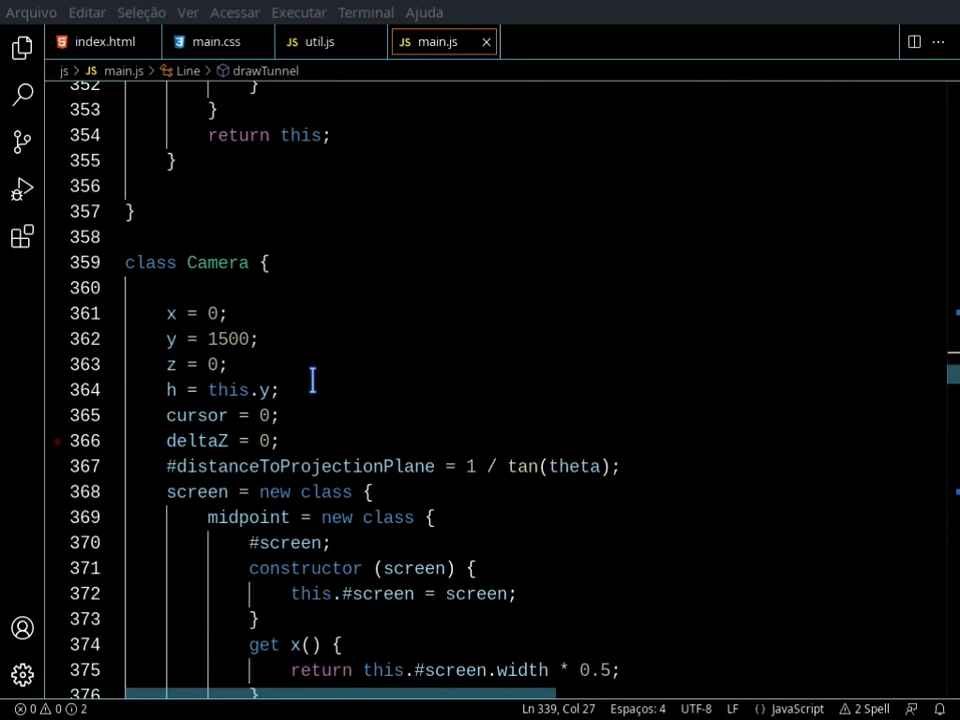 Arquivo Editar Seleção Ver Acessar Executar Terminal Ajuda
index.html main.css util.js main.js
js > main.js > Line > drawTunnel
352 }
353 }
354 return this;
355 }
356
357 }
358
359 class Camera {
360
361 x = 0;
362 y = 1500;
363 z = 0;
364 h = this.y;
365 cursor = 0;
366 deltaZ = 0;
367 #distanceToProjectionPlane = 1 / tan(theta);
368 screen = new class {
369 midpoint = new class {
370 #screen;
371 constructor (screen) {
372 this.#screen = screen;
373 }
374 get x() {
375 return this.#screen.width * 0.5;
376 }
0 0 2 Ln 339, Col 27 Espaços: 4 UTF-8 LF {} JavaScript 2 Spell